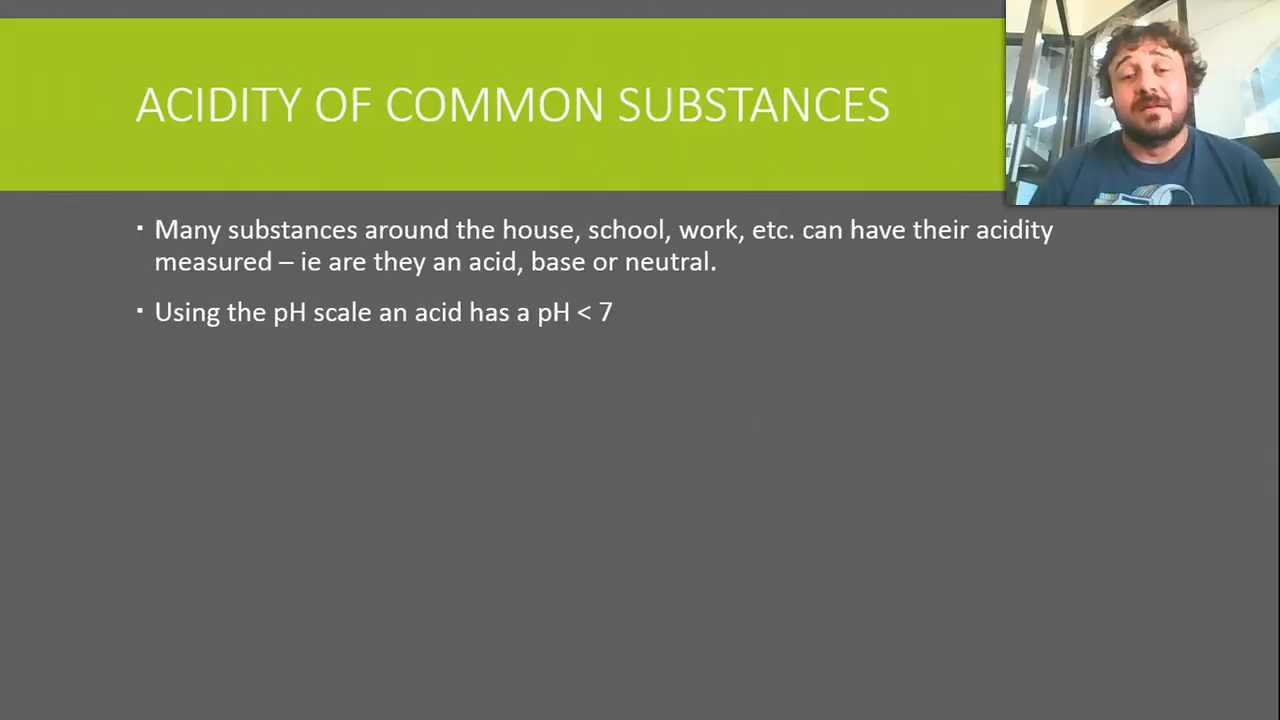 ACIDITY OF COMMON SUBSTANCES
▪ Many substances around the house, school, work, etc. can have their acidity
measured – ie are they an acid, base or neutral.
▪ Using the pH scale an acid has a pH < 7